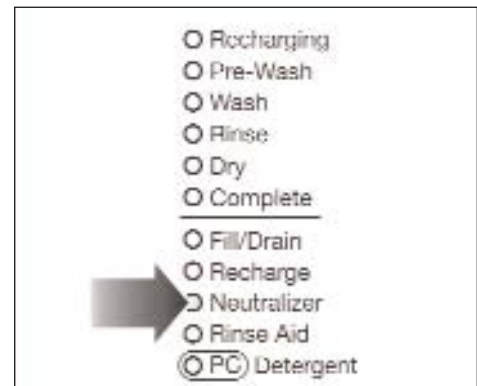 Recharging
Pre-Wash
Wash
Rinse
Dry
Complete
Fill/Drain
Recharge
Neutralizer
Rinse Aid
PC Detergent